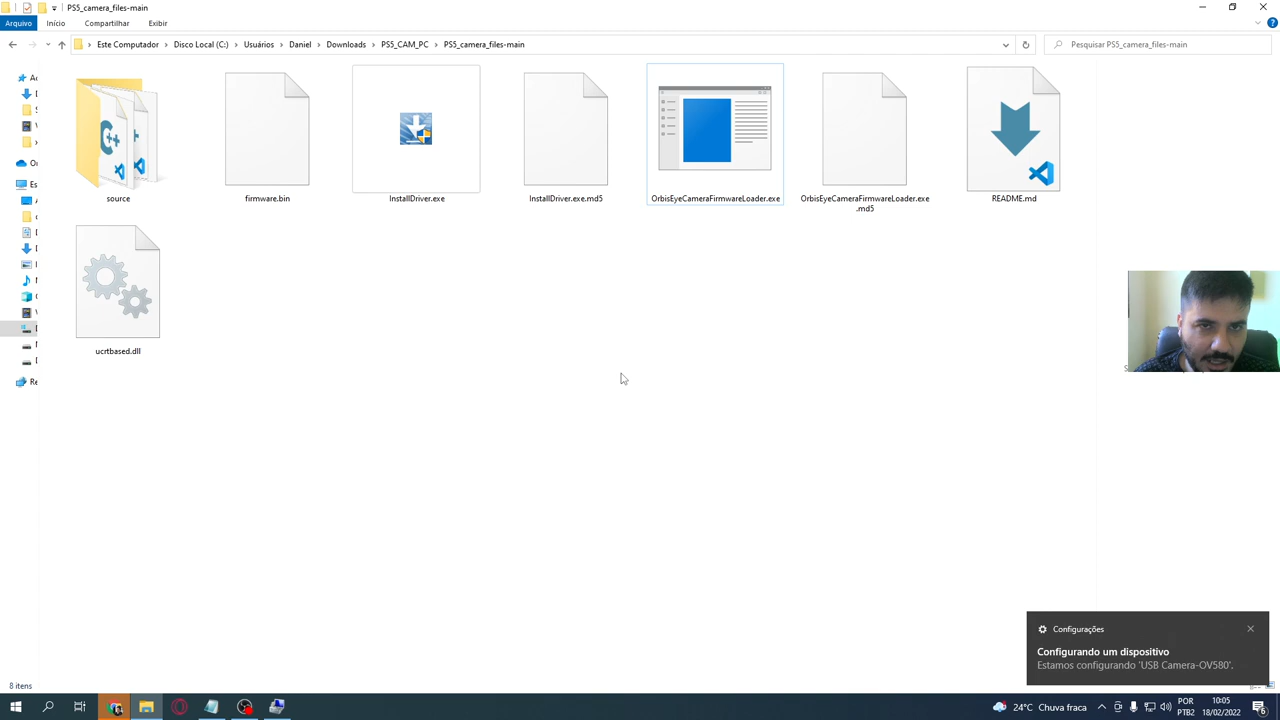 PS5_camera_files-main
Arquivo Início Compartilhar Exibir
Este Computador Disco Local (C:) Usuários Daniel Downloads PS5_CAM_PC PS5_camera_files-main
Pesquisar PS5_camera_files-main
source
firmware.bin
InstallDriver.exe
InstallDriver.exe.md5
OrbisEyeCameraFirmwareLoader.exe
OrbisEyeCameraFirmwareLoader.exe
.md5
README.md
ucrtbased.dll
Configurações
Configurando um dispositivo
Estamos configurando 'USB Camera-OV580'.
8 itens
24°C Chuva fraca
POR
PTB2
10:05
18/02/2022
6